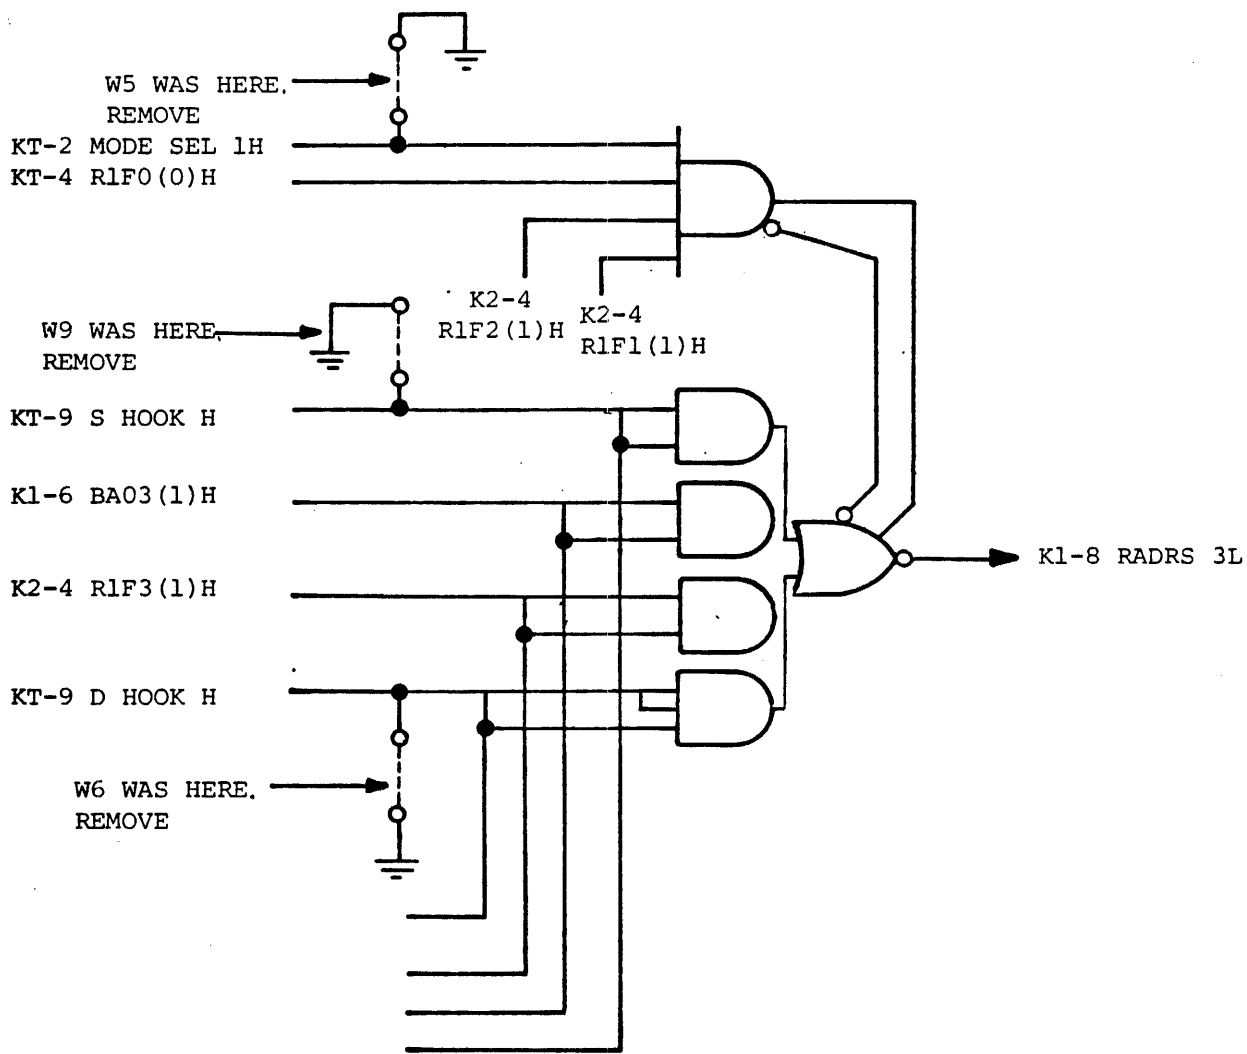 W5 WAS HERE.
REMOVE
KT-2 MODE SEL 1H
KT-4 R1F0(0)H
K2-4
R1F2(1)H
K2-4
R1F1(1)H
W9 WAS HERE
REMOVE
KT-9 S HOOK H
K1-6 BA03(1)H
K2-4 R1F3(1)H
KT-9 D HOOK H
W6 WAS HERE.
REMOVE
K1-8 RADRS 3L